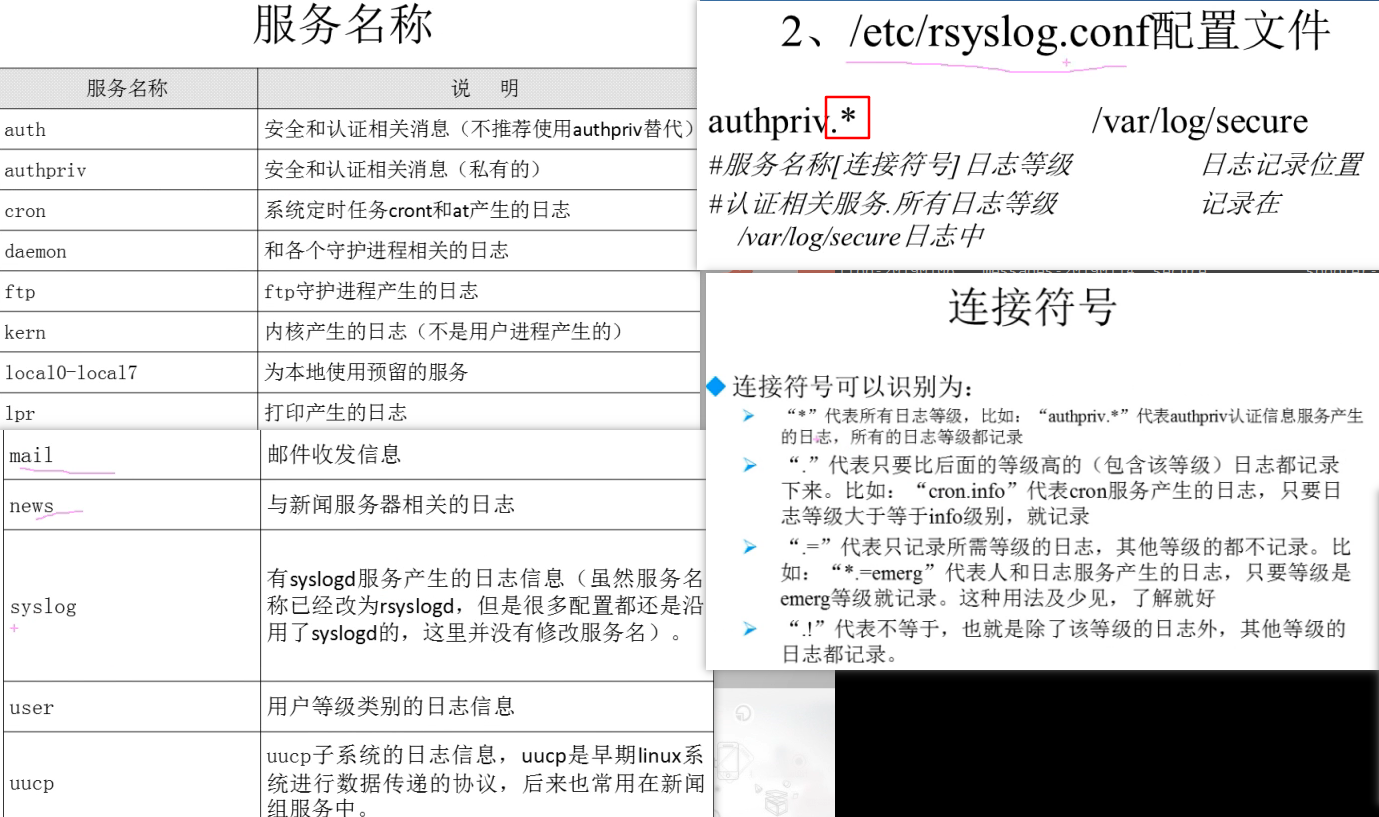 服务名称
服务名称 说 明
auth 安全和认证相关消息（不推荐使用authpriv替代）
authpriv 安全和认证相关消息（私有的）
cron 系统定时任务cront和at产生的日志
daemon 和各个守护进程相关的日志
ftp ftp守护进程产生的日志
kern 内核产生的日志（不是用户进程产生的）
local0-local7 为本地使用预留的服务
lpr 打印产生的日志
mail 邮件收发信息
news 与新闻服务器相关的日志
syslog 有syslogd服务产生的日志信息（虽然服务名
称已经改为rsyslogd，但是很多配置都还是沿
用了syslogd的，这里并没有修改服务名）。
user 用户等级类别的日志信息
uucp uucp子系统的日志信息，uucp是早期linux系
统进行数据传递的协议，后来也常用在新闻
组服务中。
2、/etc/rsyslog.conf配置文件
authpriv.* /var/log/secure
#服务名称[连接符号]日志等级 日志记录位置
#认证相关服务.所有日志等级 记录在
/var/log/secure日志中
连接符号
连接符号可以识别为：
“*”代表所有日志等级，比如：“authpriv.*”代表authpriv认证信息服务产生
的日志，所有的日志等级都记录
“.”代表只要比后面的等级高的（包含该等级）日志都记录
下来。比如：“cron.info”代表cron服务产生的日志，只要日
志等级大于等于info级别，就记录
“.=”代表只记录所需等级的日志，其他等级的都不记录。比
如：“*.=emerg”代表人和日志服务产生的日志，只要等级是
emerg等级就记录。这种用法及少见，了解就好
“.!”代表不等于，也就是除了该等级的日志外，其他等级的
日志都记录。